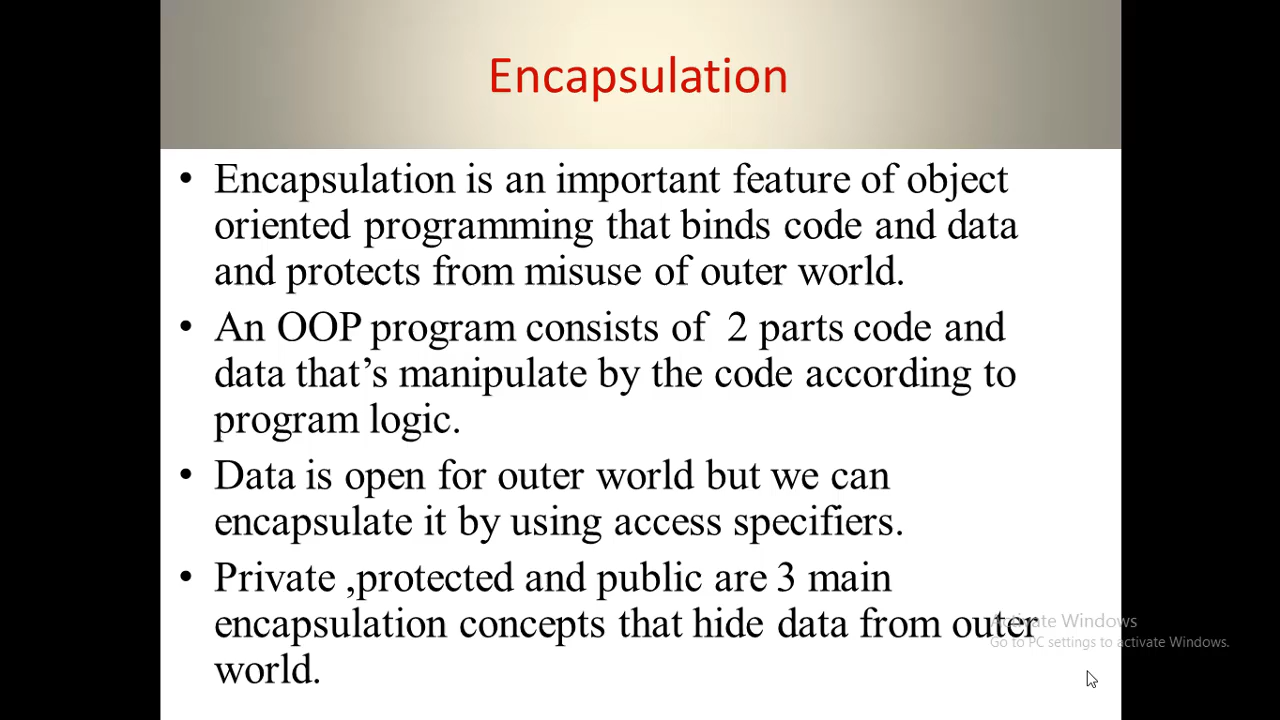 Encapsulation
• Encapsulation is an important feature of object
oriented programming that binds code and data
and protects from misuse of outer world.
• An OOP program consists of 2 parts code and
data that’s manipulate by the code according to
program logic.
• Data is open for outer world but we can
encapsulate it by using access specifiers.
• Private ,protected and public are 3 main
encapsulation concepts that hide data from outer
world.
Activate Windows
Go to PC settings to activate Windows.